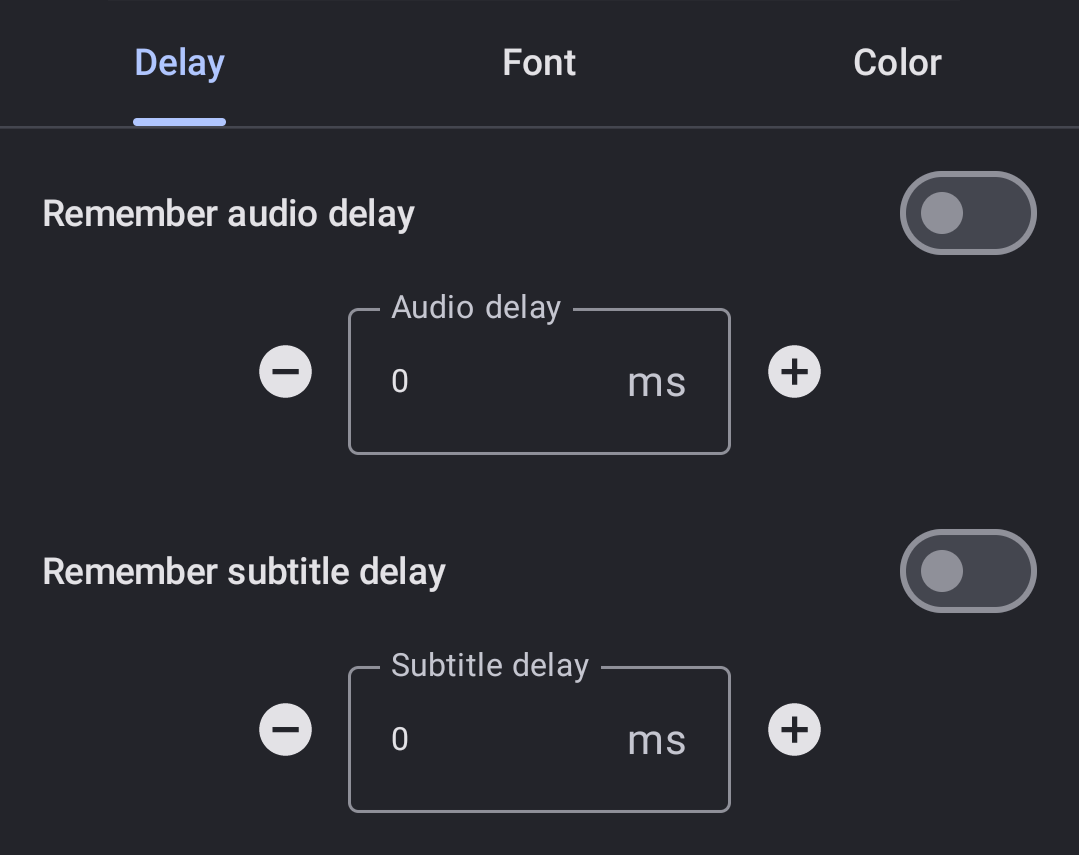 Delay Font Color
Remember audio delay
Audio delay
0 ms
Remember subtitle delay
Subtitle delay
0 ms